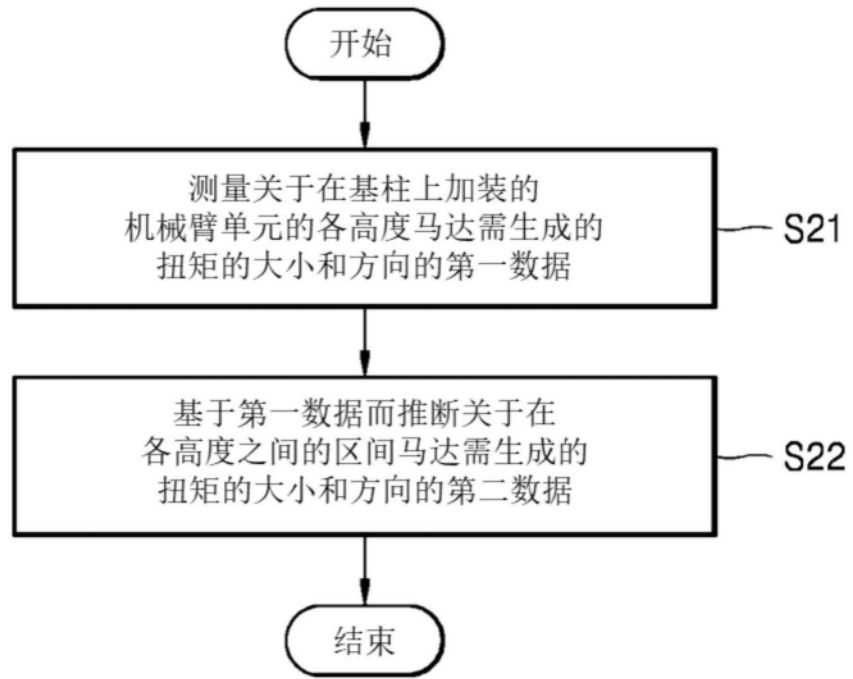 开始
测量关于在基柱上加装的
机械臂单元的各高度马达需生成的
扭矩的大小和方向的第一数据
S21
基于第一数据而推断关于在
各高度之间的区间马达需生成的
扭矩的大小和方向的第二数据
S22
结束